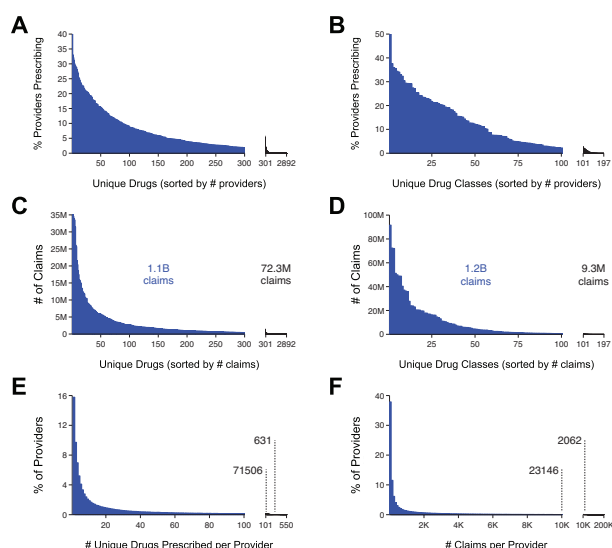 A
% Providers Prescribing
40
35
30
25
20
15
10
5
0
50 100 150 200 250 300 301 2892
Unique Drugs (sorted by # providers)
B
% Providers Prescribing
50
40
30
20
10
0
25 50 75 100 101 197
Unique Drug Classes (sorted by # providers)
C
# of Claims
35M
30M
25M
20M
15M
10M
5M
0
1.1B
claims
72.3M
claims
50 100 150 200 250 300 301 2892
Unique Drugs (sorted by # claims)
D
# of Claims
100M
80M
60M
40M
20M
0
1.2B
claims
9.3M
claims
25 50 75 100 101 197
Unique Drug Classes (sorted by # claims)
E
% of Providers
16
12
8
4
0
631
71506
20 40 60 80 100 101 550
# Unique Drugs Prescribed per Provider
F
% of Providers
40
30
20
10
0
2062
23146
2K 4K 6K 8K 10K 10K 200K
# Claims per Provider